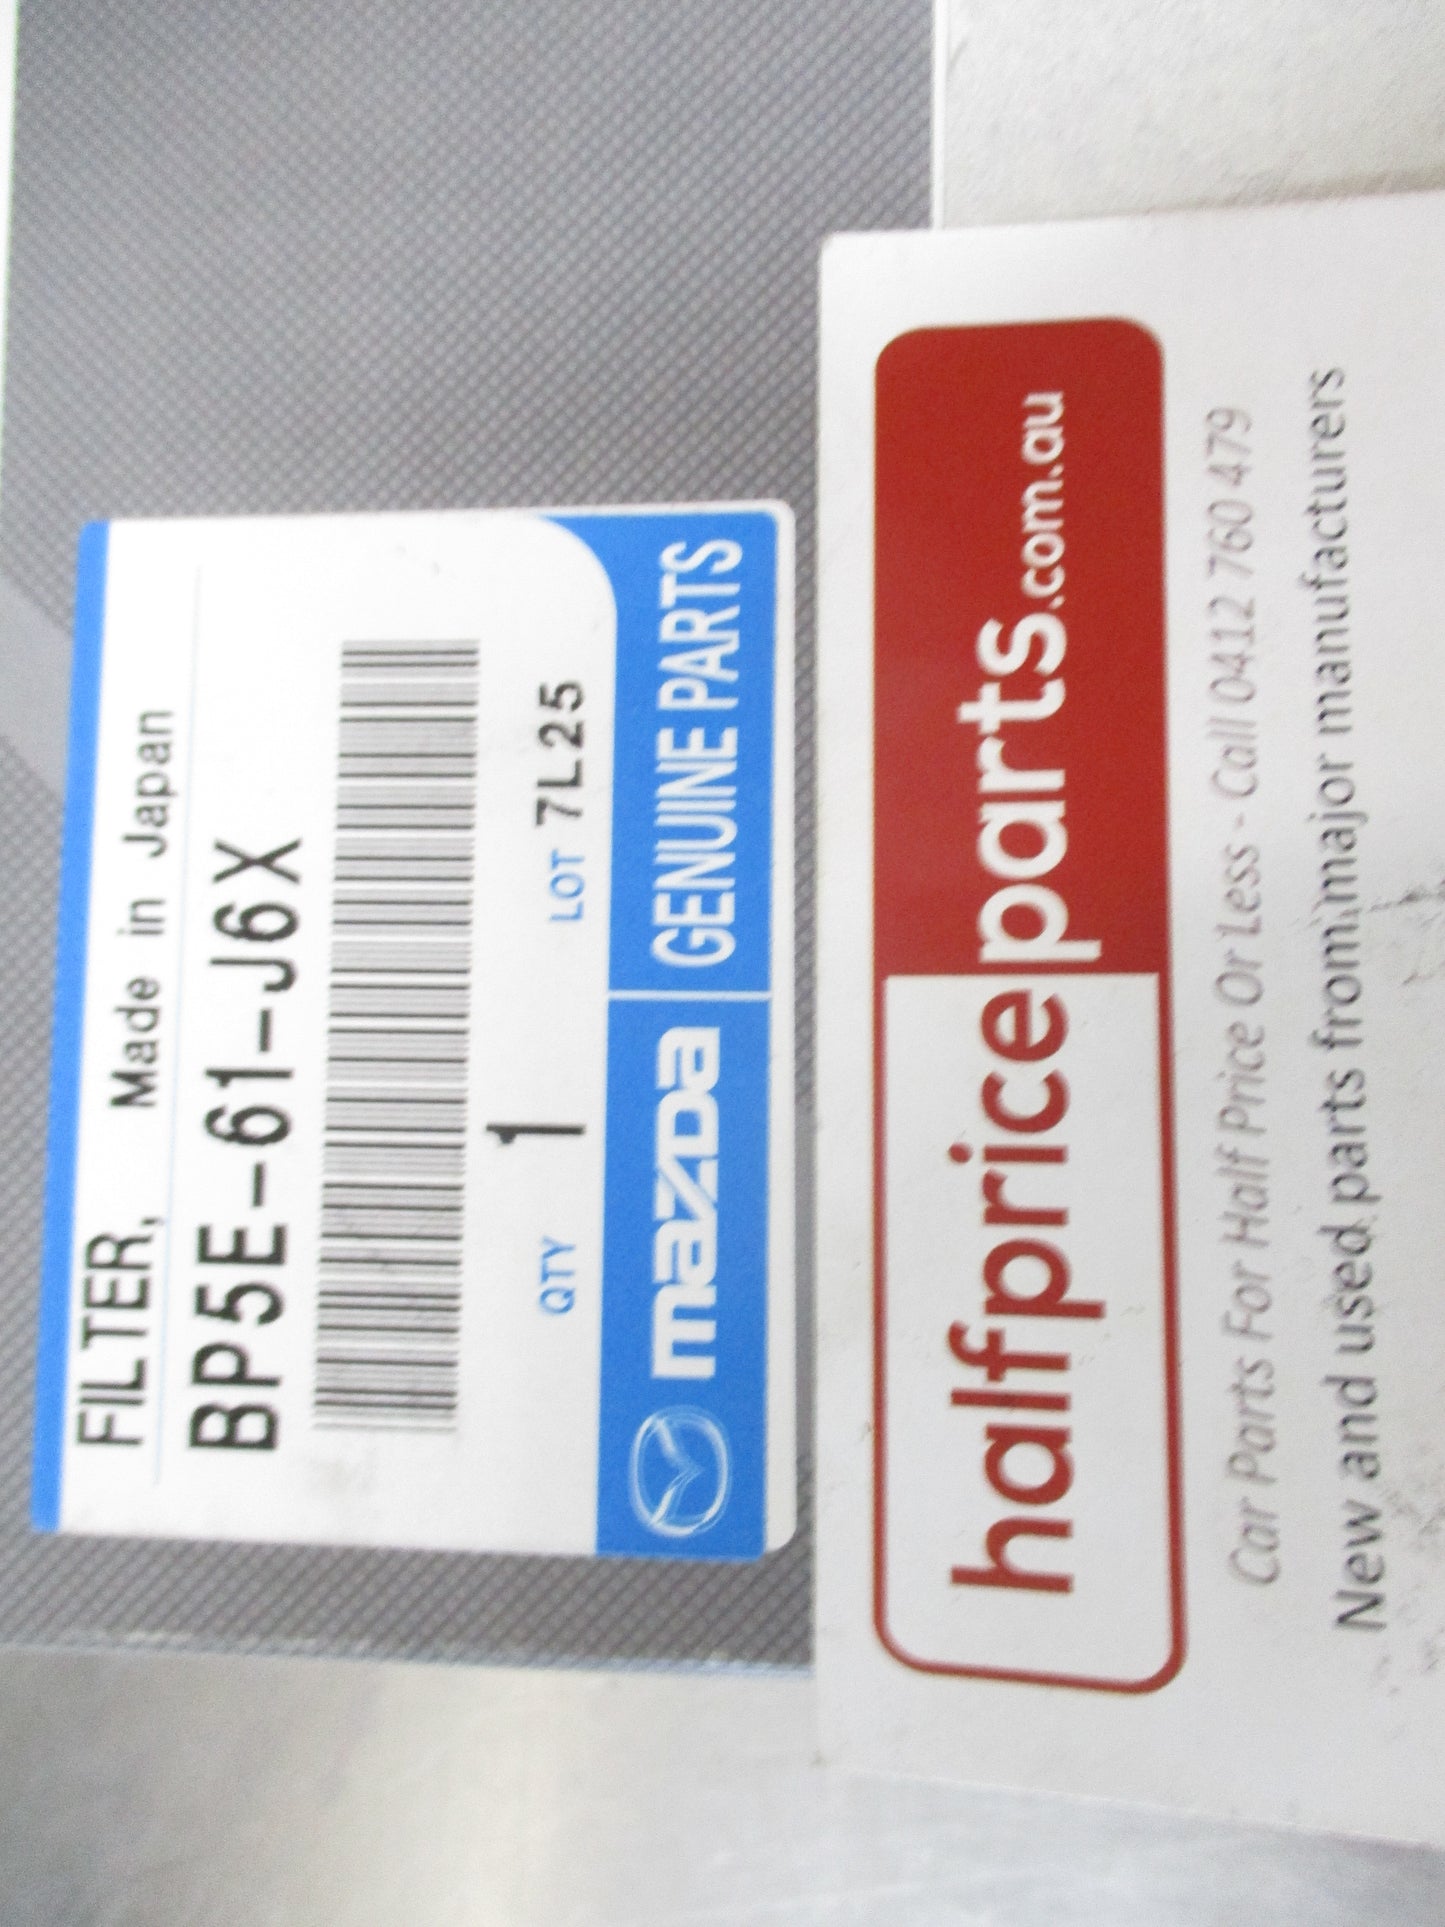 FILTER,
Made in Japan
BP5E-61-J6X
QTY 1 LOT 7L25
mazda GENUINE PARTS
halfpriceparts.com.au
Car Parts For Half Price Or Less - Call 0412 760 479
New and used parts from major manufacturers